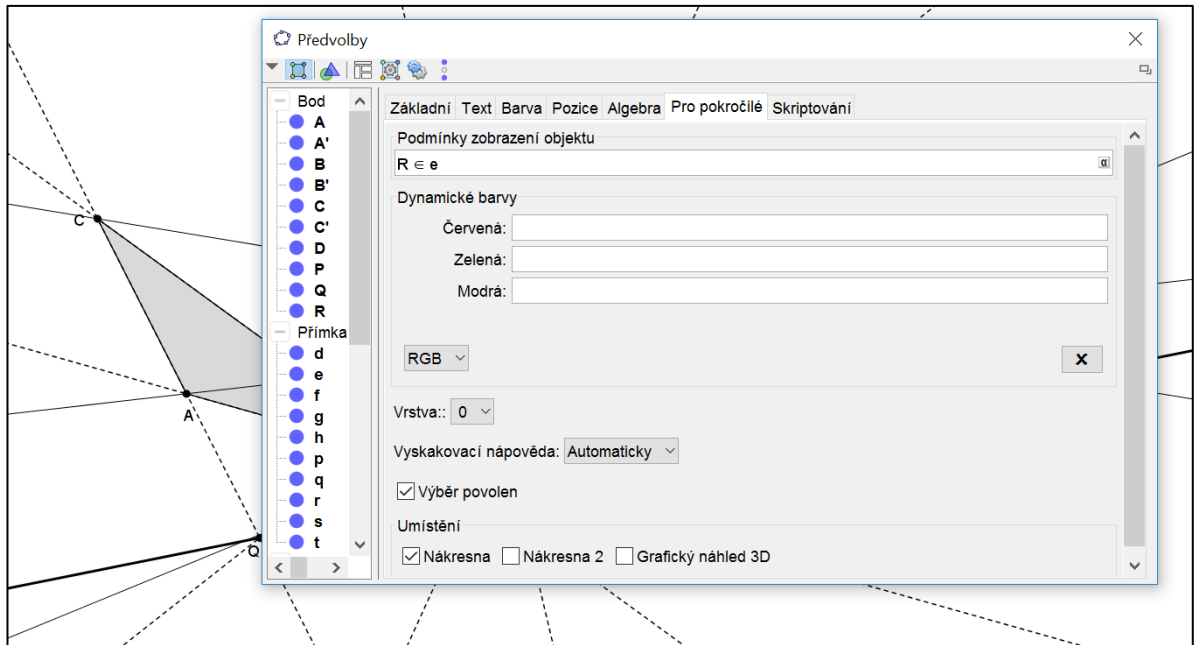 Předvolby
Bod
A
A'
B
B'
C
C'
D
P
Q
R
Přímka
d
e
f
g
h
p
q
r
s
t
Základní Text Barva Pozice Algebra Pro pokročilé Skriptování
Podmínky zobrazení objektu
R ∈ e
α
Dynamické barvy
Červená:
Zelená:
Modrá:
RGB
x
Vrstva:: 0
Vyskakovací nápověda: Automaticky
Výběr povolen
Umístění
Nákresna Nákresna 2 Grafický náhled 3D
C
A
Q